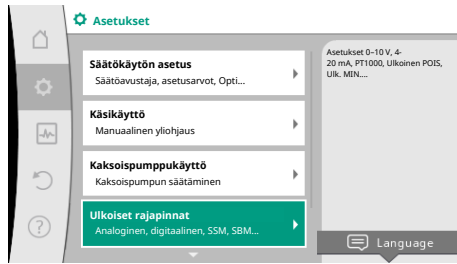 Asetukset
Säätökäytön asetus
Säätöavustaja, asetusarvot, Opti...
Käsikäyttö
Manuaalinen yliohjaus
Kaksoispumppukäyttö
Kaksoispumpun säätäminen
Ulkoiset rajapinnat
Analoginen, digitaalinen, SSM, SBM...
Asetukset 0–10 V, 4-
20 mA, PT1000, Ulkoinen POIS,
Ulk. MIN....
Language